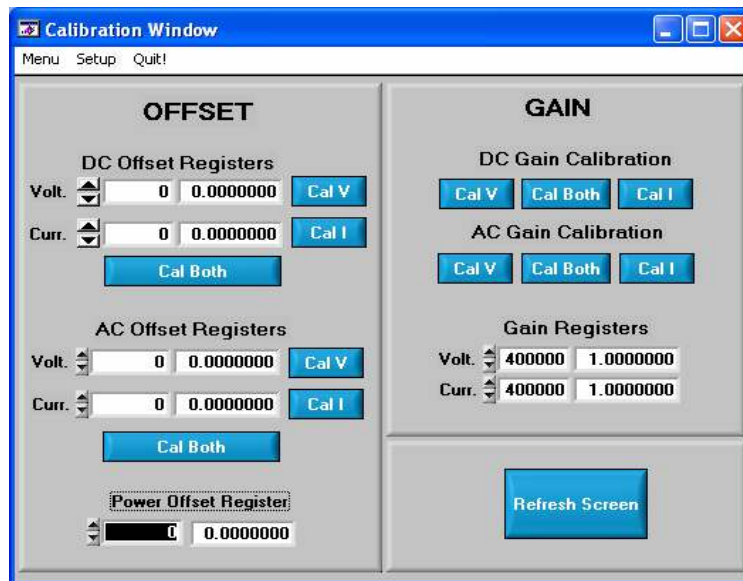 Calibration Window
Menu Setup Quit!
OFFSET
DC Offset Registers
Volt. 0 0.0000000 Cal V
Curr. 0 0.0000000 Cal I
Cal Both
AC Offset Registers
Volt. 0 0.0000000 Cal V
Curr. 0 0.0000000 Cal I
Cal Both
Power Offset Register
0 0.0000000
GAIN
DC Gain Calibration
Cal V Cal Both Cal I
AC Gain Calibration
Cal V Cal Both Cal I
Gain Registers
Volt. 400000 1.0000000
Curr. 400000 1.0000000
Refresh Screen